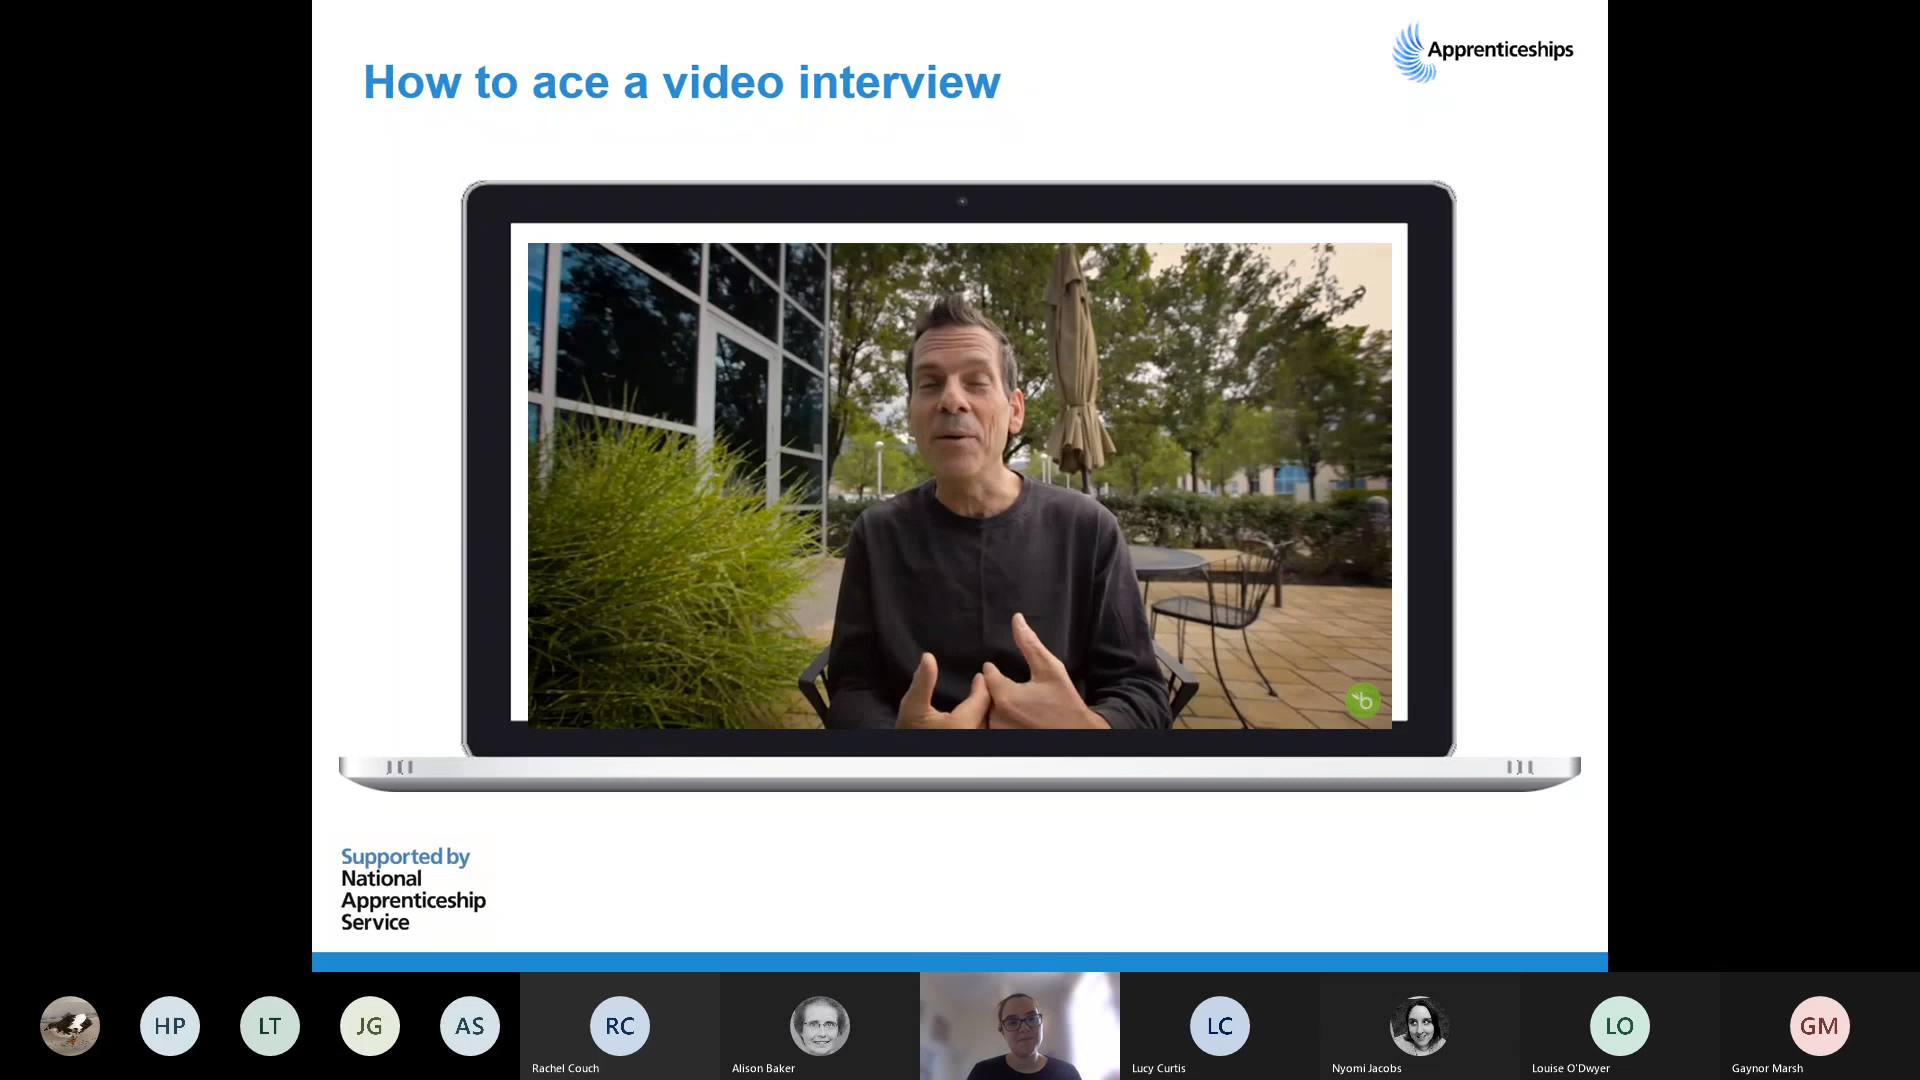 How to ace a video interview
Apprenticeships
b
Supported by
National
Apprenticeship
Service
HP
LT
JG
AS
RC
LC
LO
GM
Rachel Couch
Alison Baker
Lucy Curtis
Nyomi Jacobs
Louise O'Dwyer
Gaynor Marsh